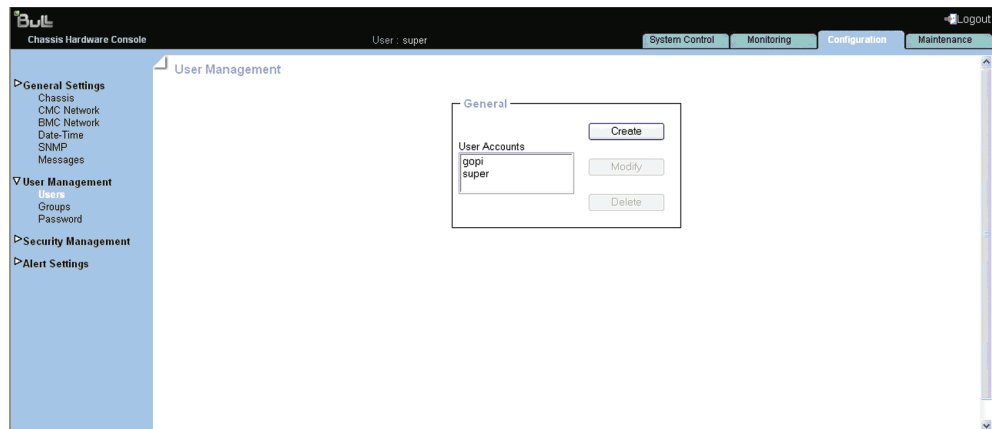 Bull
Logout
Chassis Hardware Console
User : super
System Control
Monitoring
Configuration
Maintenance
General Settings
Chassis
CMC Network
BMC Network
Date-Time
SNMP
Messages
User Management
Users
Groups
Password
Security Management
Alert Settings
User Management
General
User Accounts
gopi
super
Create
Modify
Delete